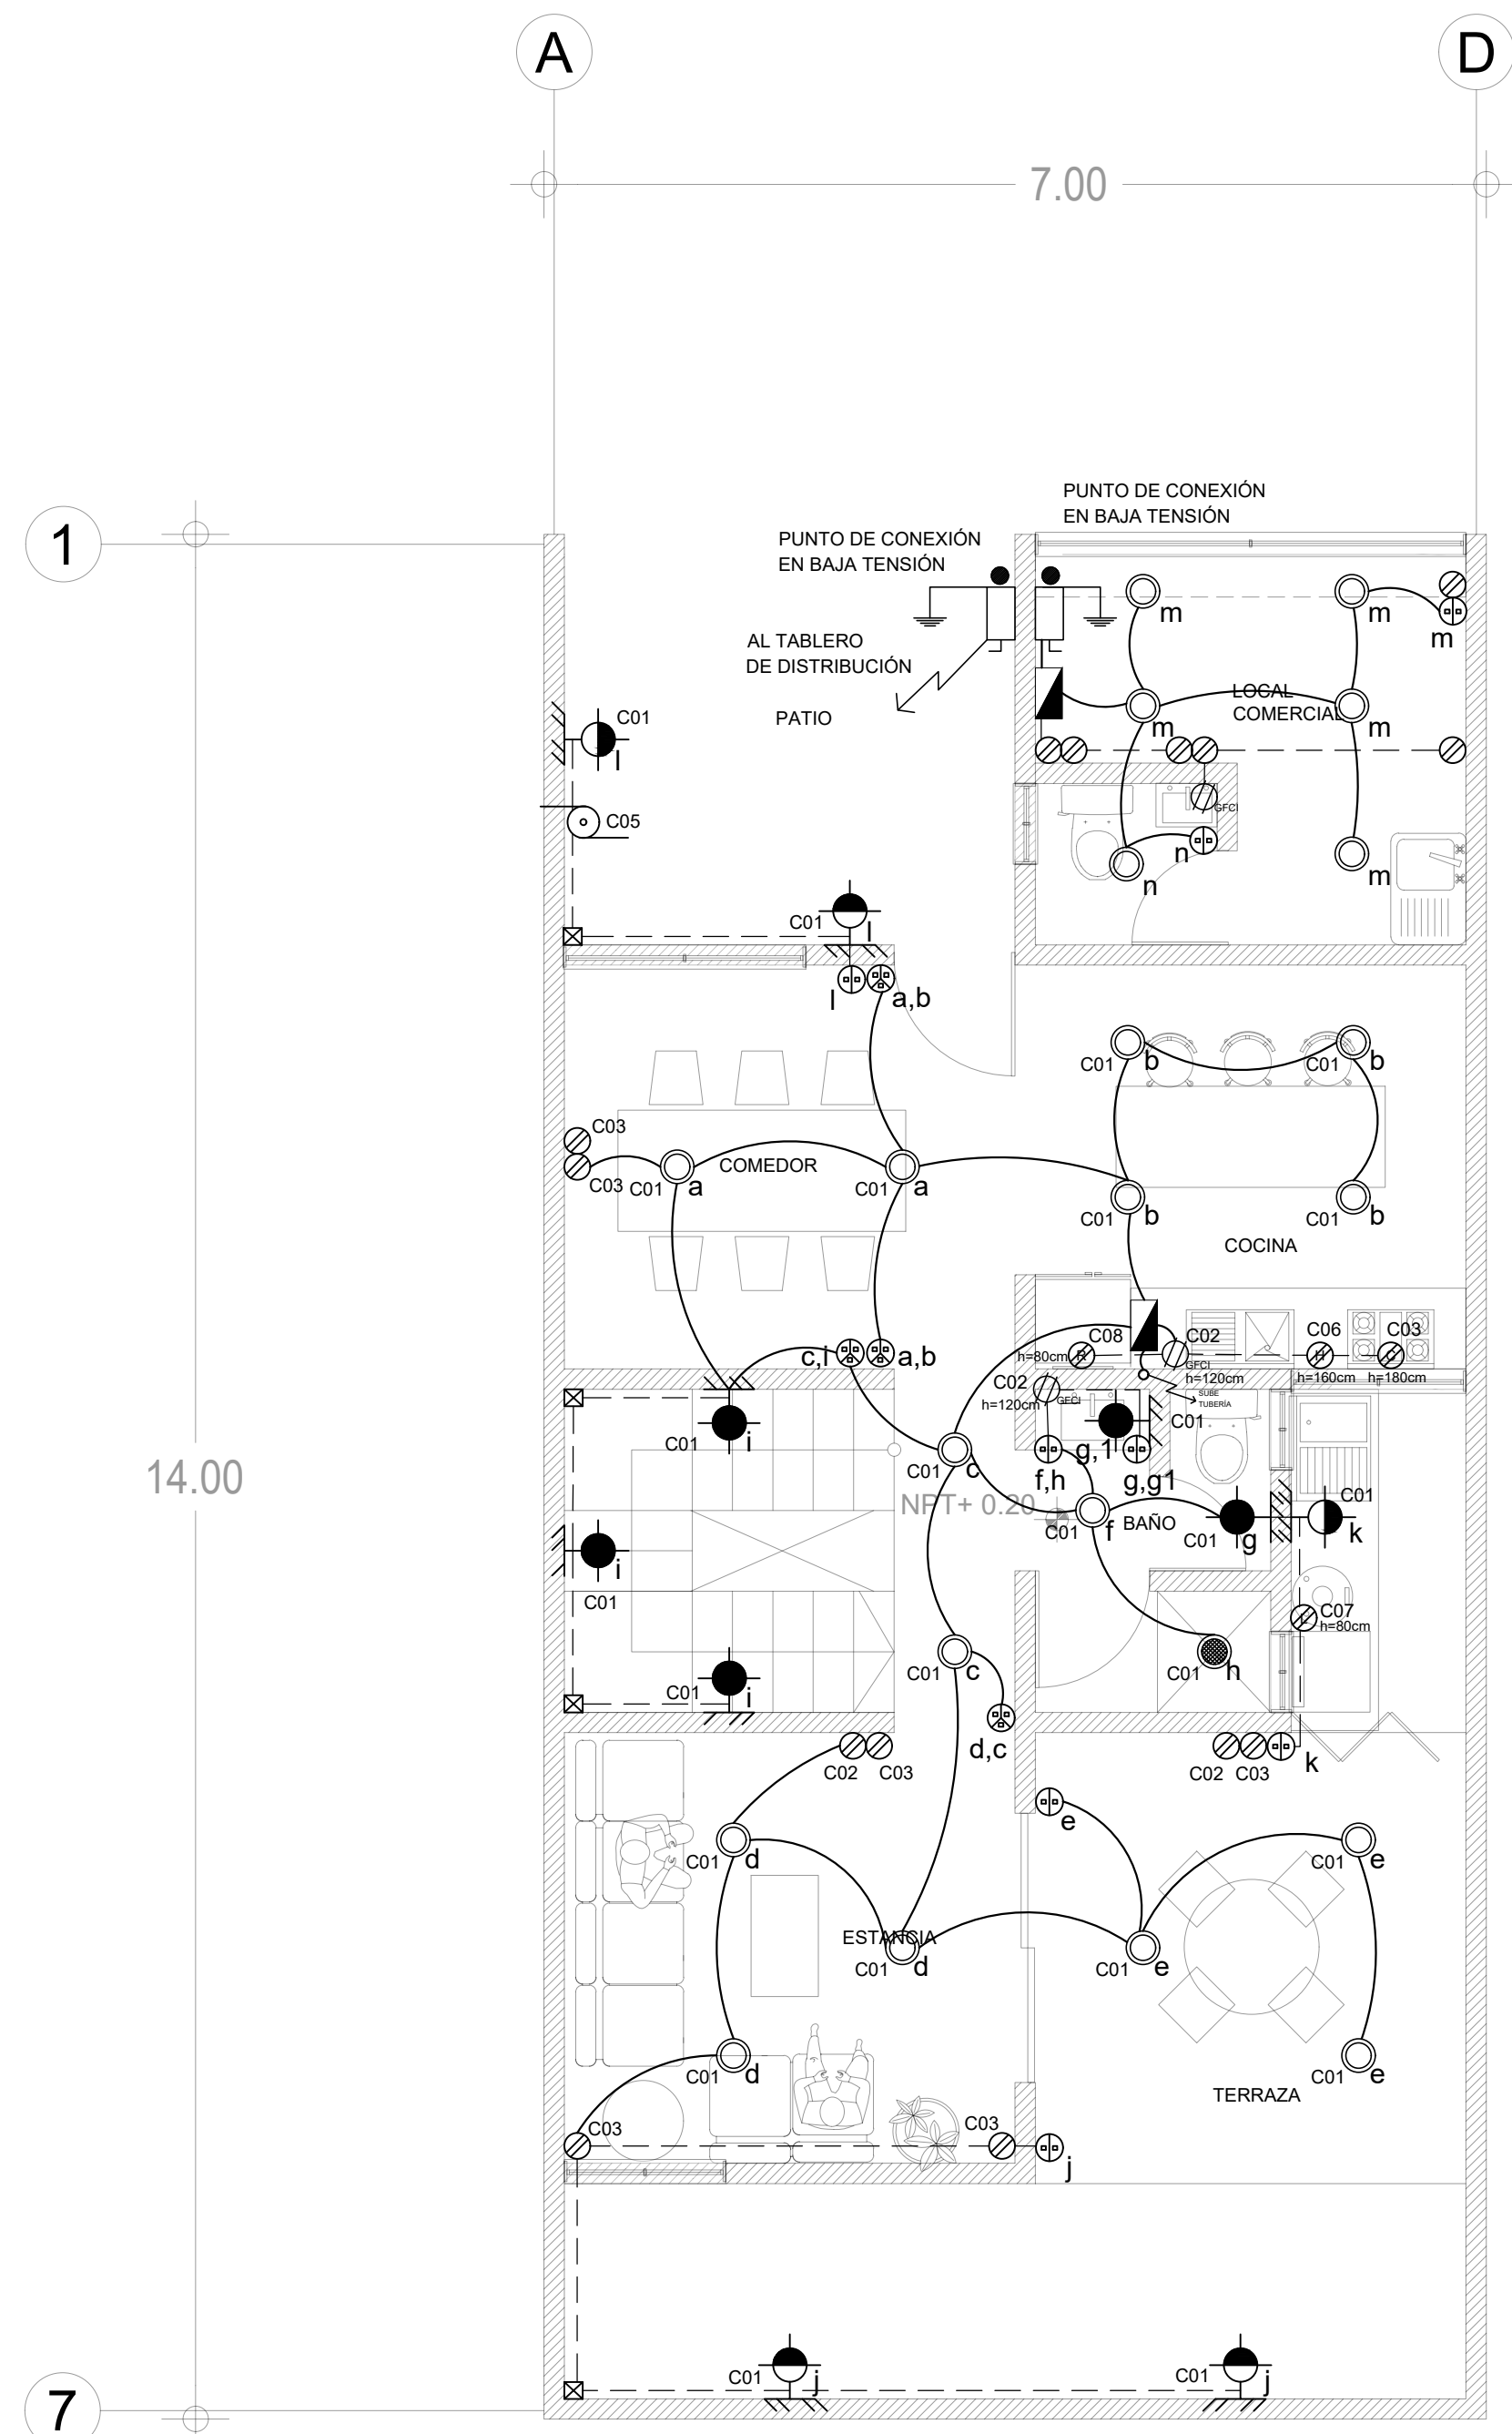 A
D
7.00
1
PUNTO DE CONEXIÓN
EN BAJA TENSIÓN
PUNTO DE CONEXIÓN
EN BAJA TENSIÓN
m
m
m
AL TABLERO
DE DISTRIBUCIÓN
PATIO
LOCAL
COMERCIAL
m
m
C01
l
C05
GFCI
n
n
m
C01
l
l
a,b
C01
b
C01
b
C03
C03
C01
a
COMEDOR
C01
a
C01
b
C01
b
COCINA
c,i
a,b
C08
h=80cm
R
C02
GFCI
h=120cm
C06
H
h=160cm
C03
C
h=180cm
C02
h=120cm
GFCI
SUBE
TUBERÍA
C01
g,1
C01
i
C01
c
f,h
g,g1
14.00
NPT+ 0.20
C01
f
BAÑO
C01
g
C01
k
C01
i
C07
h=80cm
L
C01
i
C01
c
C01
h
d,c
C02
C03
C02
C03
k
e
C01
d
C01
e
ESTANCIA
C01
d
C01
e
C01
d
C01
e
TERRAZA
C03
C03
j
C01
j
C01
j
7